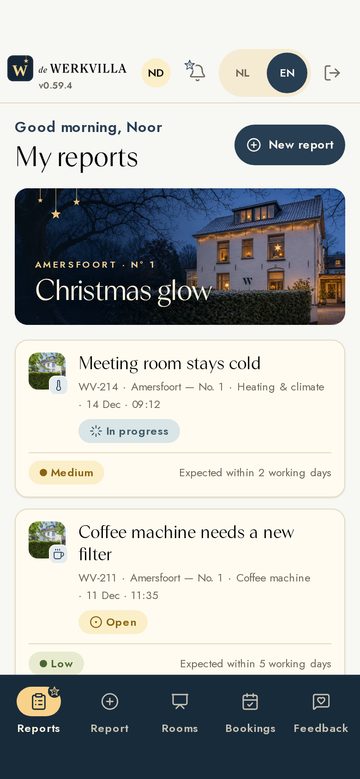 W
de WERKVILLA
v0.59.4
ND
NL
EN
Good morning, Noor
My reports
New report
AMERSFOORT · N° 1
Christmas glow
W
Meeting room stays cold
WV-214 · Amersfoort — No. 1 · Heating & climate
· 14 Dec · 09:12
In progress
Medium
Expected within 2 working days
Coffee machine needs a new
filter
WV-211 · Amersfoort — No. 1 · Coffee machine
· 11 Dec · 11:35
Open
Low
Expected within 5 working days
Reports
Report
Rooms
Bookings
Feedback